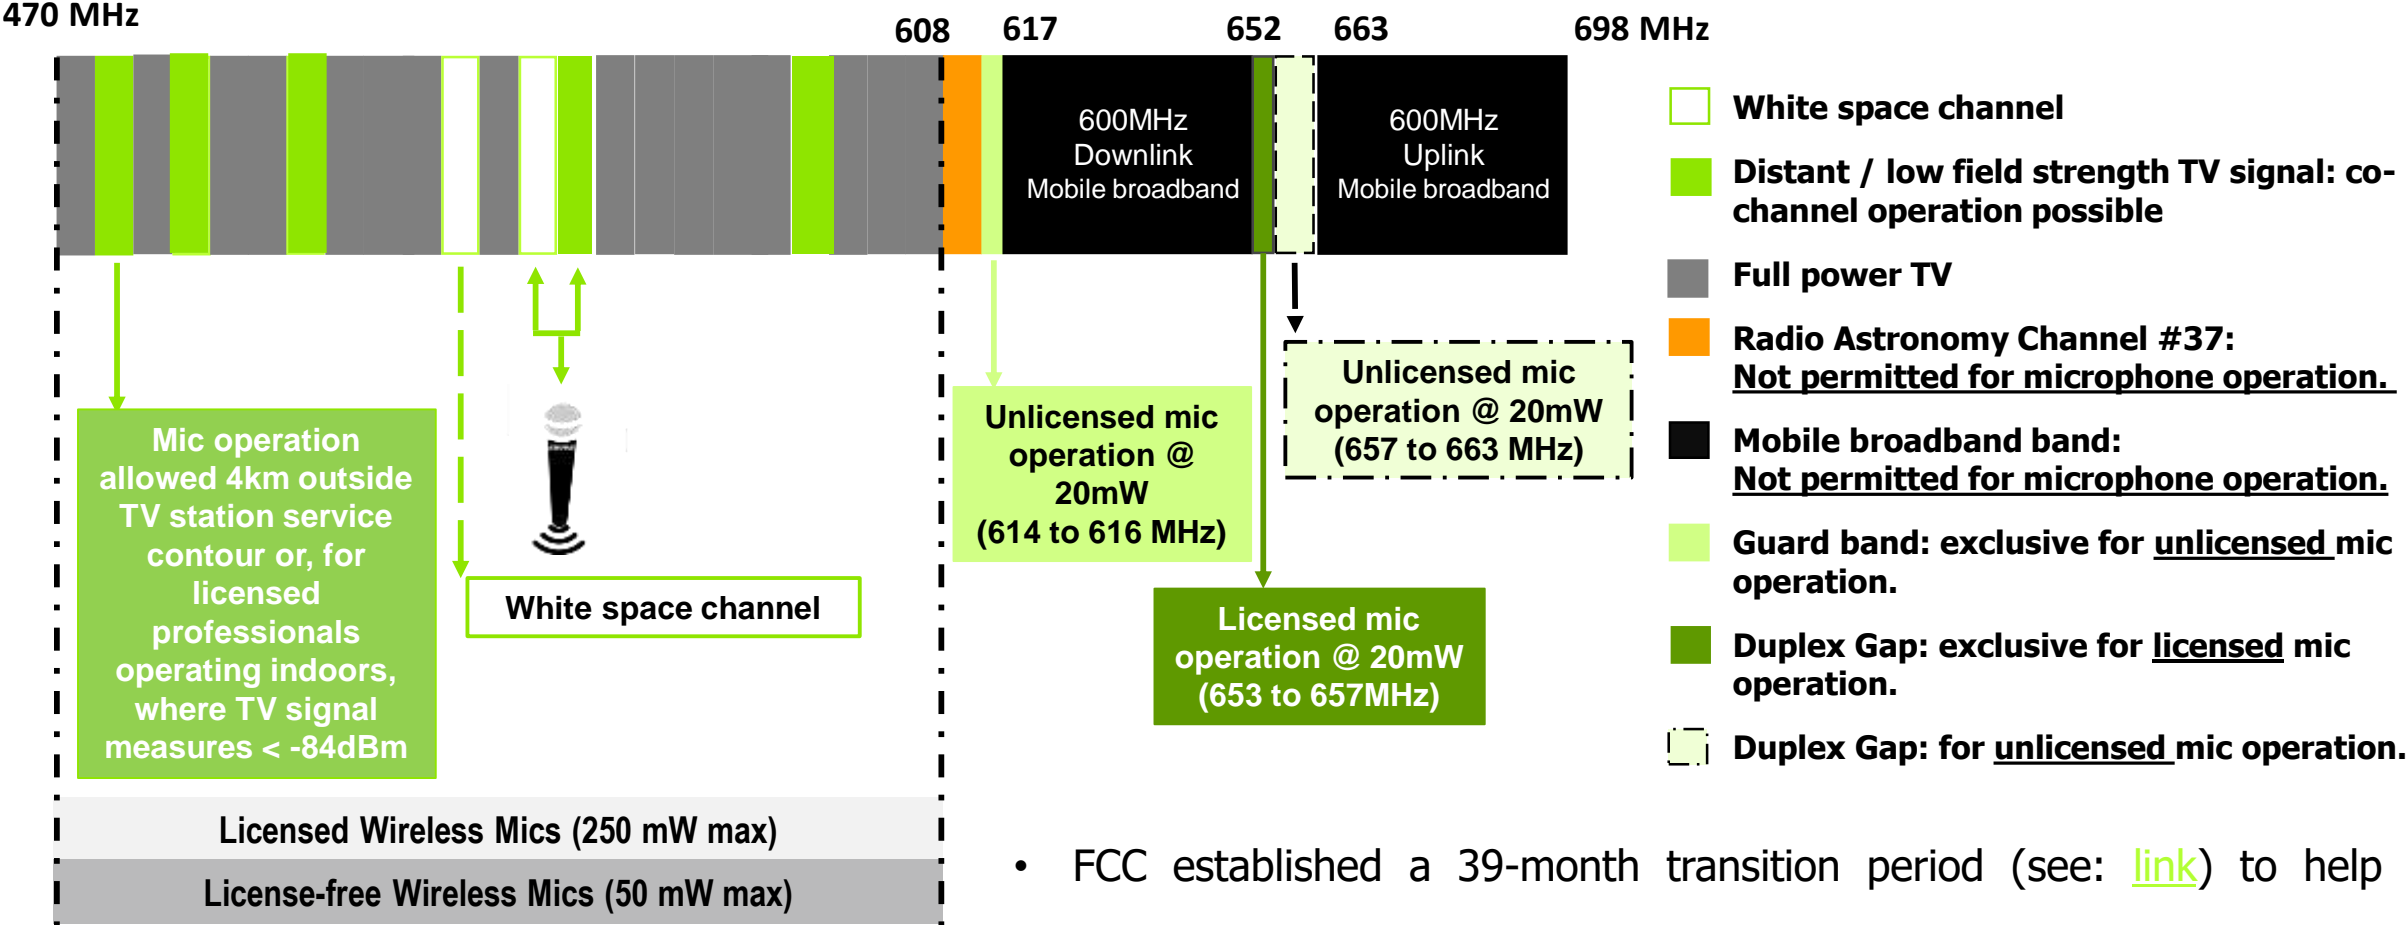 470 MHz
608
617
652
663
698 MHz
600MHz
Downlink
Mobile broadband
600MHz
Uplink
Mobile broadband
White space channel
Distant / low field strength TV signal: co-
channel operation possible
Full power TV
Radio Astronomy Channel #37:
Not permitted for microphone operation.
Mobile broadband band:
Not permitted for microphone operation.
Guard band: exclusive for unlicensed mic
operation.
Duplex Gap: exclusive for licensed mic
operation.
Duplex Gap: for unlicensed mic operation.
Mic operation
allowed 4km outside
TV station service
contour or, for
licensed
professionals
operating indoors,
where TV signal
measures < -84dBm
White space channel
Unlicensed mic
operation @
20mW
(614 to 616 MHz)
Unlicensed mic
operation @ 20mW
(657 to 663 MHz)
Licensed mic
operation @ 20mW
(653 to 657MHz)
Licensed Wireless Mics (250 mW max)
License-free Wireless Mics (50 mW max)
• FCC established a 39-month transition period (see: link) to help